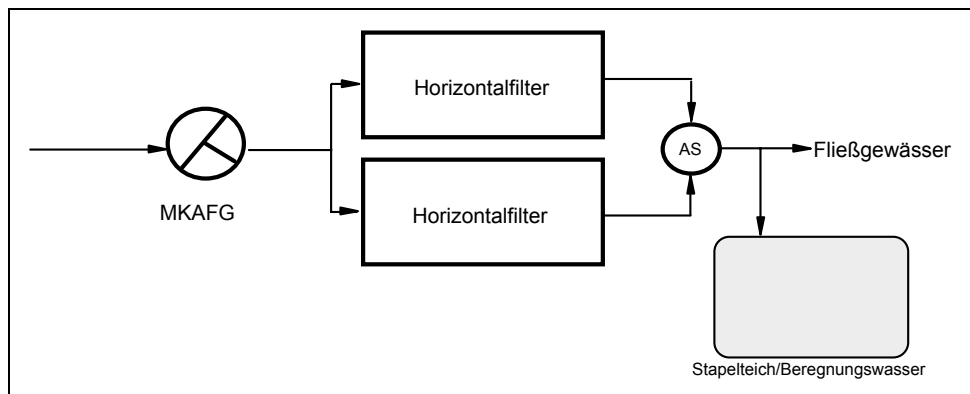 Horizontalfilter
MKAFG
Horizontalfilter
AS
Fließgewässer
Stapelteich/Beregnungswasser